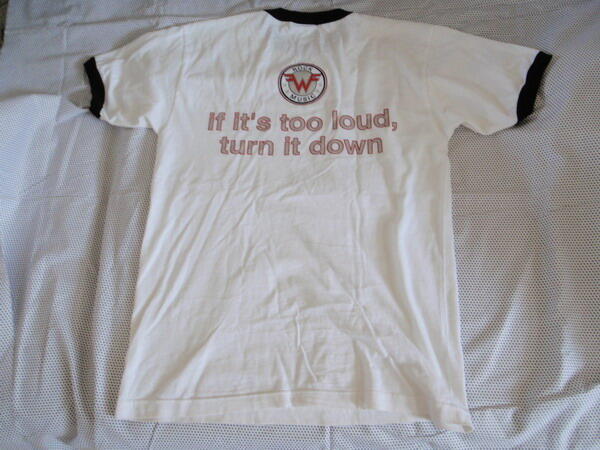 ROCK
W
MUSIC
If it's too loud,
turn it down